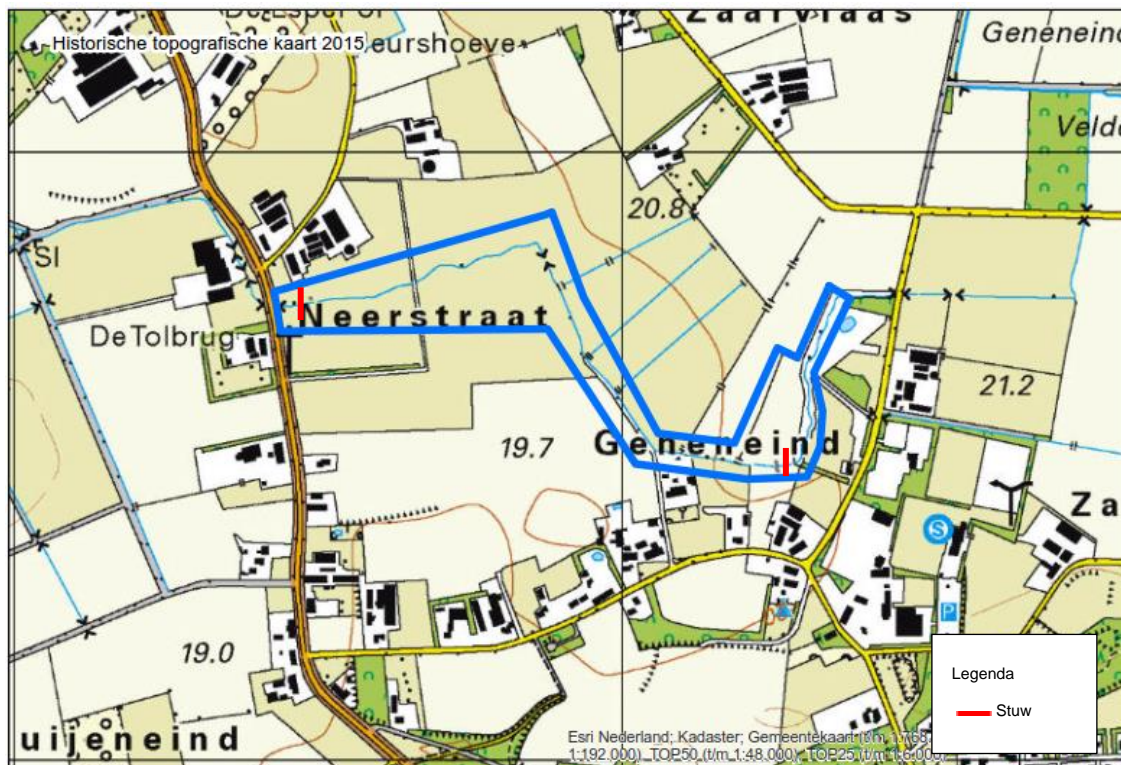 Zaarvlaas
Historische topografische kaart 2015
eurshoeve
Geneneind
20.8
SI
Neerstraat
De Tolbrug
21.2
Geneneind
19.7
Za
S
P
19.0
Legenda
Stuw
uijeneind
Esri Nederland; Kadaster; Gemeentekaart (t/m
1:192.000), TOP50 (t/m 1:48.000), TOP25 (t/m 1:6.000)